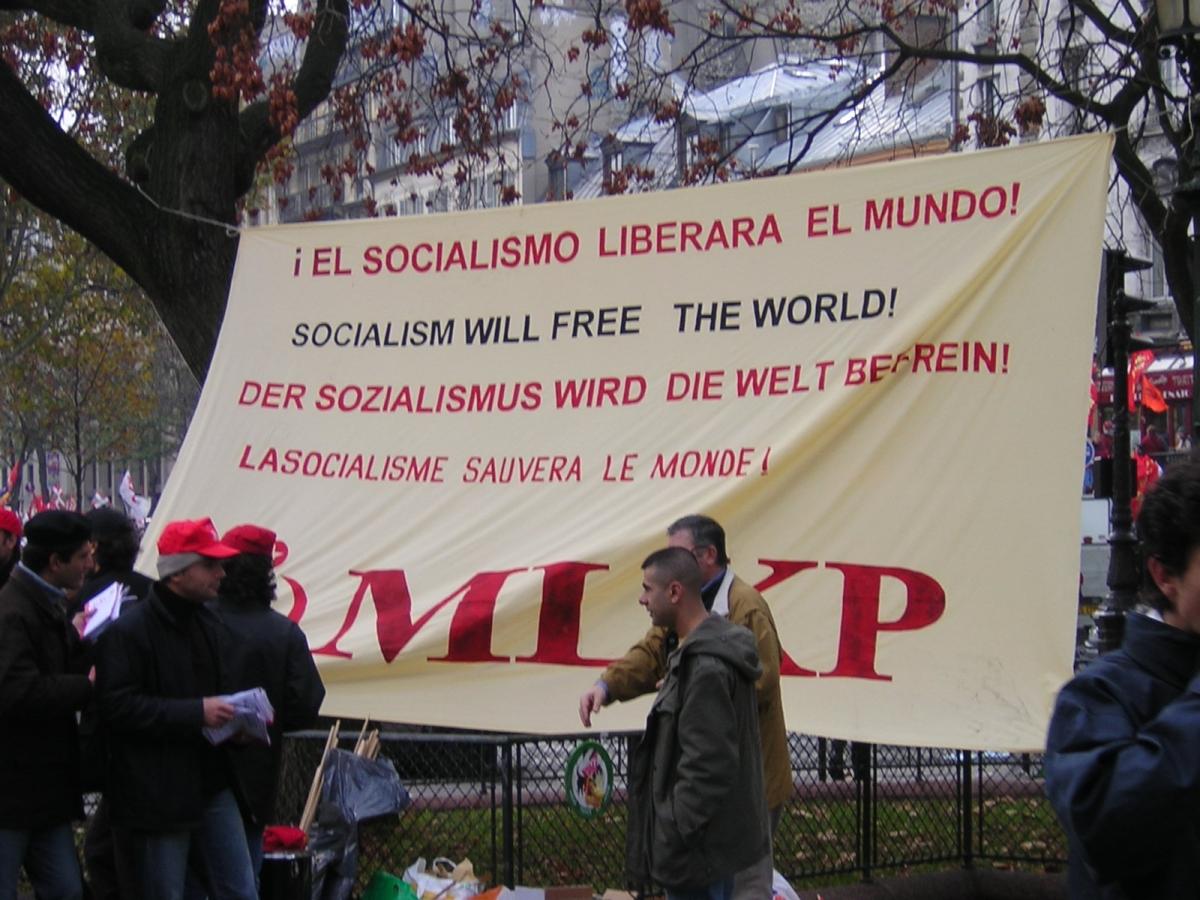 ¡ EL SOCIALISMO LIBERARA EL MUNDO!
SOCIALISM WILL FREE THE WORLD!
DER SOZIALISMUS WIRD DIE WELT BEFREIN!
LASOCIALISME SAUVERA LE MONDE!
MLKP